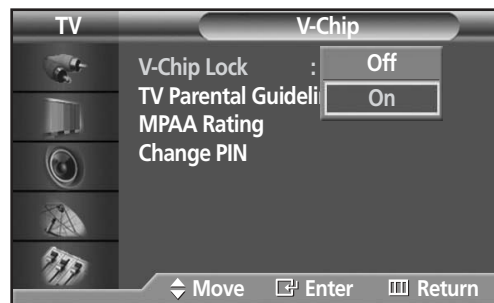 TV
V-Chip
V-Chip Lock : Off
TV Parental Guideli On
MPAA Rating
Change PIN
Move Enter Return